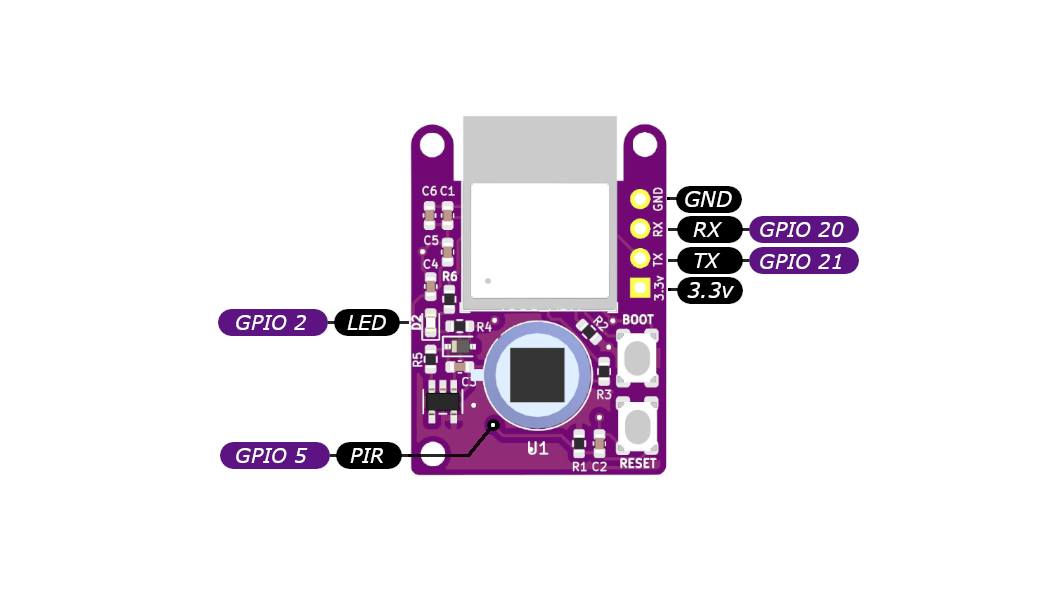 C6 C1
GND GND
RX RX GPIO 20
C5
TX TX GPIO 21
C4
R6
3.3v 3.3v
GPIO 2 LED D2
R4
R2
BOOT
R5
C3
R3
GPIO 5 PIR
U1
R1 C2 RESET